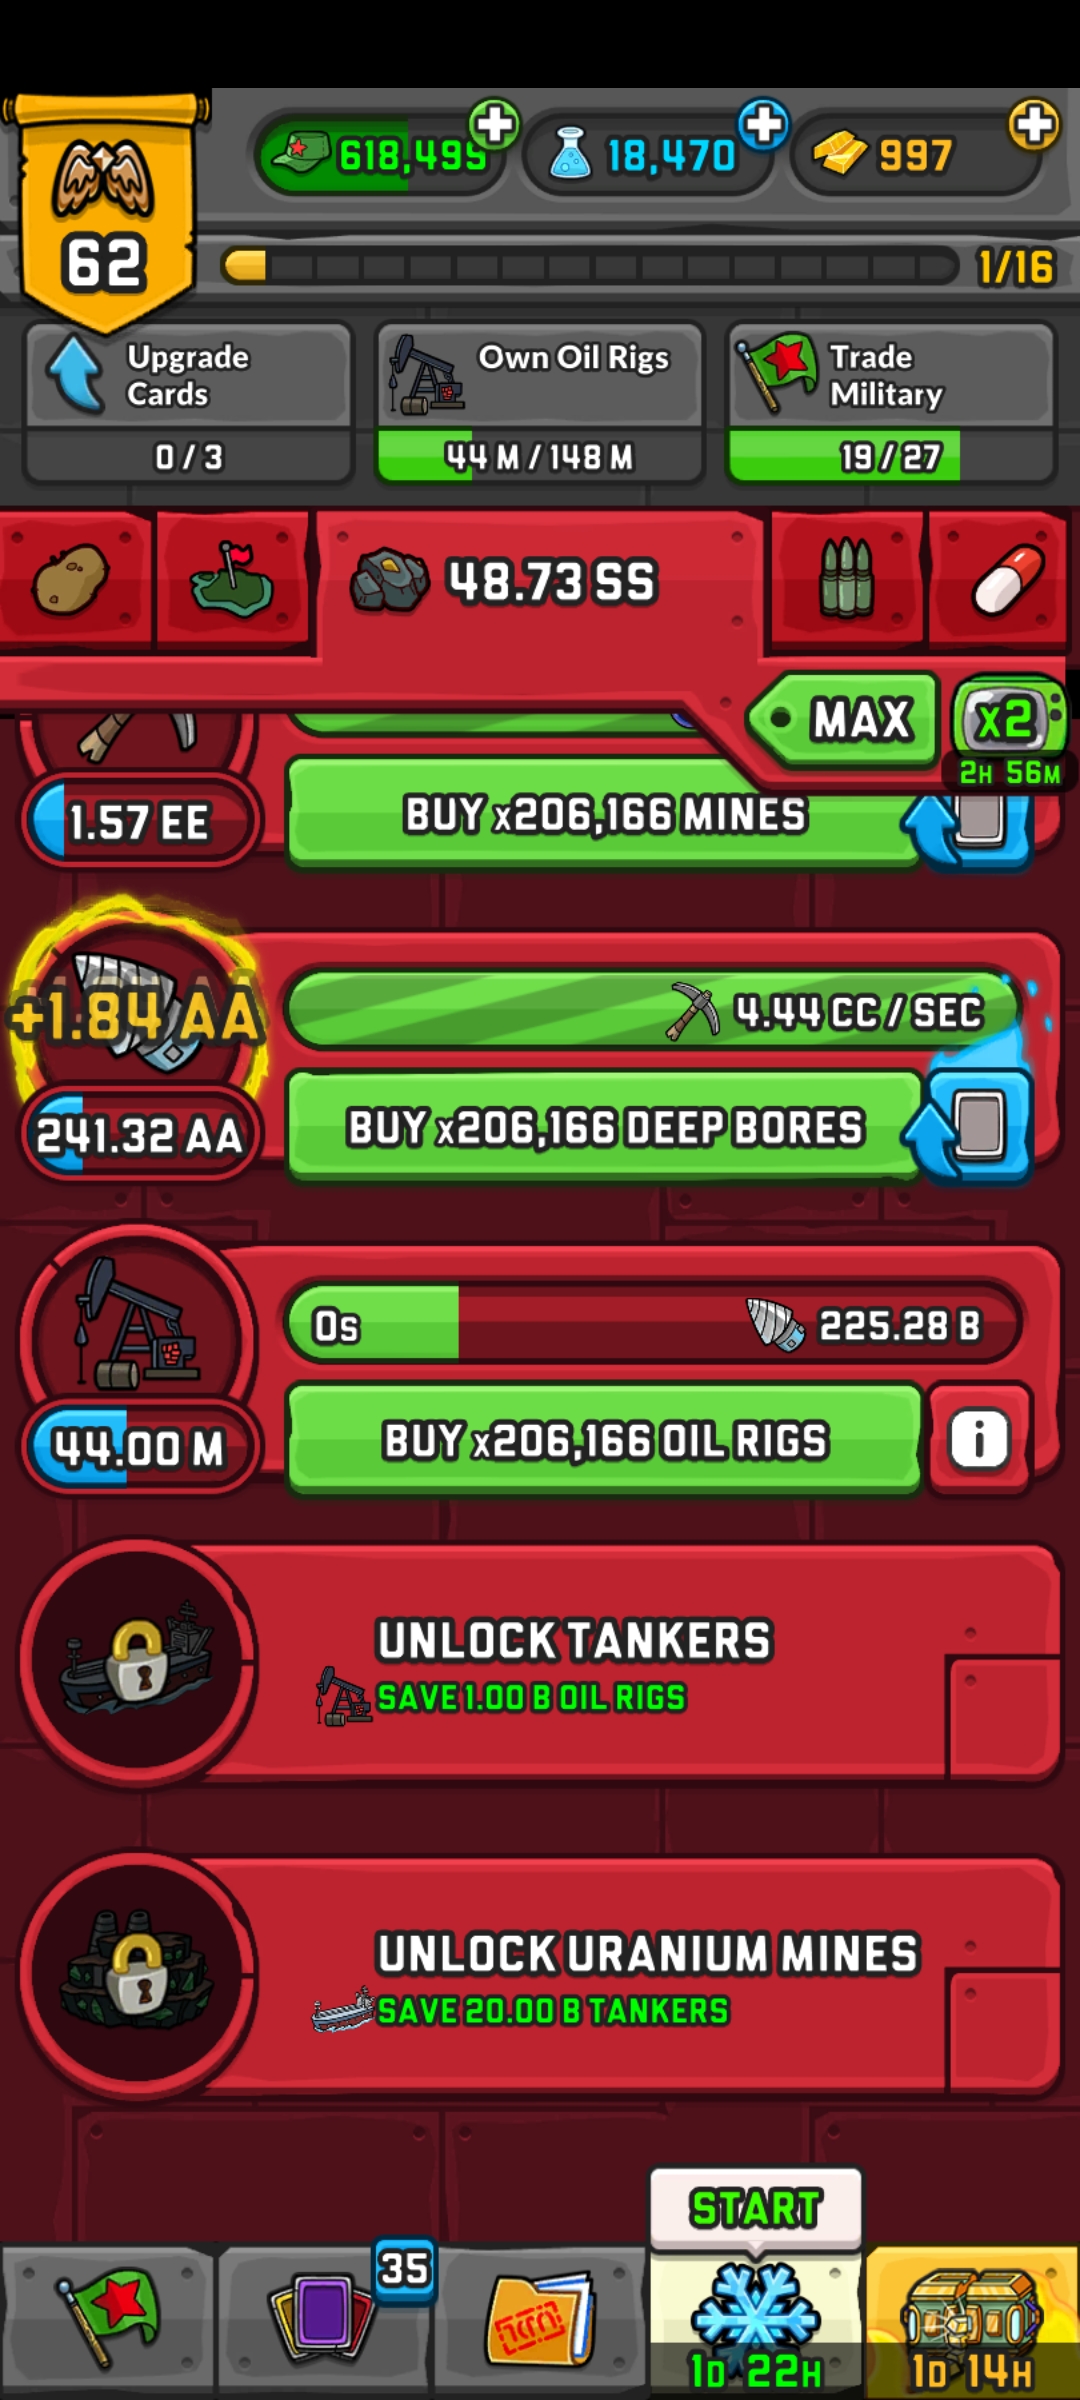 618,499
18,470
997
62
1/16
Upgrade
Cards
0 / 3
Own Oil Rigs
44 M / 148 M
Trade
Military
19 / 27
48.73 SS
MAX
X2
2H 56M
1.57 EE
BUY x206,166 MINES
+1.84 AA
4.44 CC / SEC
241.32 AA
BUY x206,166 DEEP BORES
0s
225.28 B
44.00 M
BUY x206,166 OIL RIGS
i
UNLOCK TANKERS
SAVE 1.00 B OIL RIGS
UNLOCK URANIUM MINES
SAVE 20.00 B TANKERS
START
35
1D 22H
1D 14H